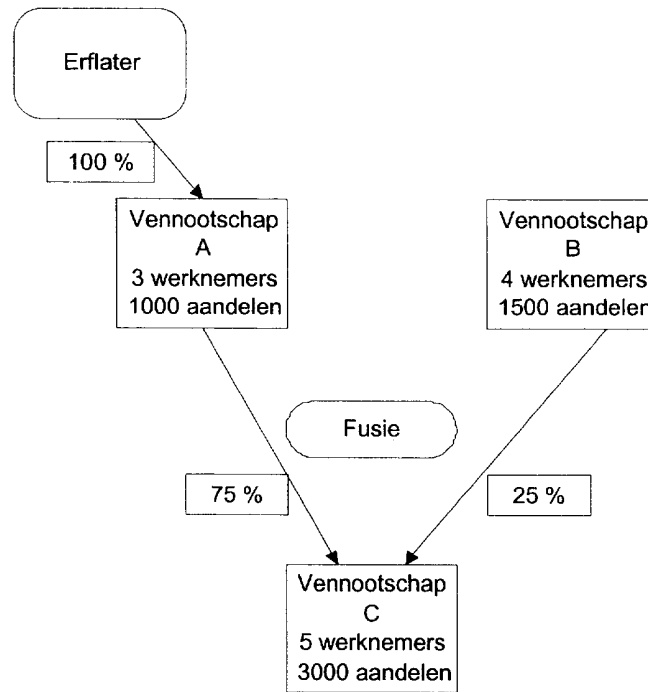 Erflater
100 %
Vennootschap
A
3 werknemers
1000 aandelen
Vennootschap
B
4 werknemers
1500 aandelen
Fusie
75 %
25 %
Vennootschap
C
5 werknemers
3000 aandelen